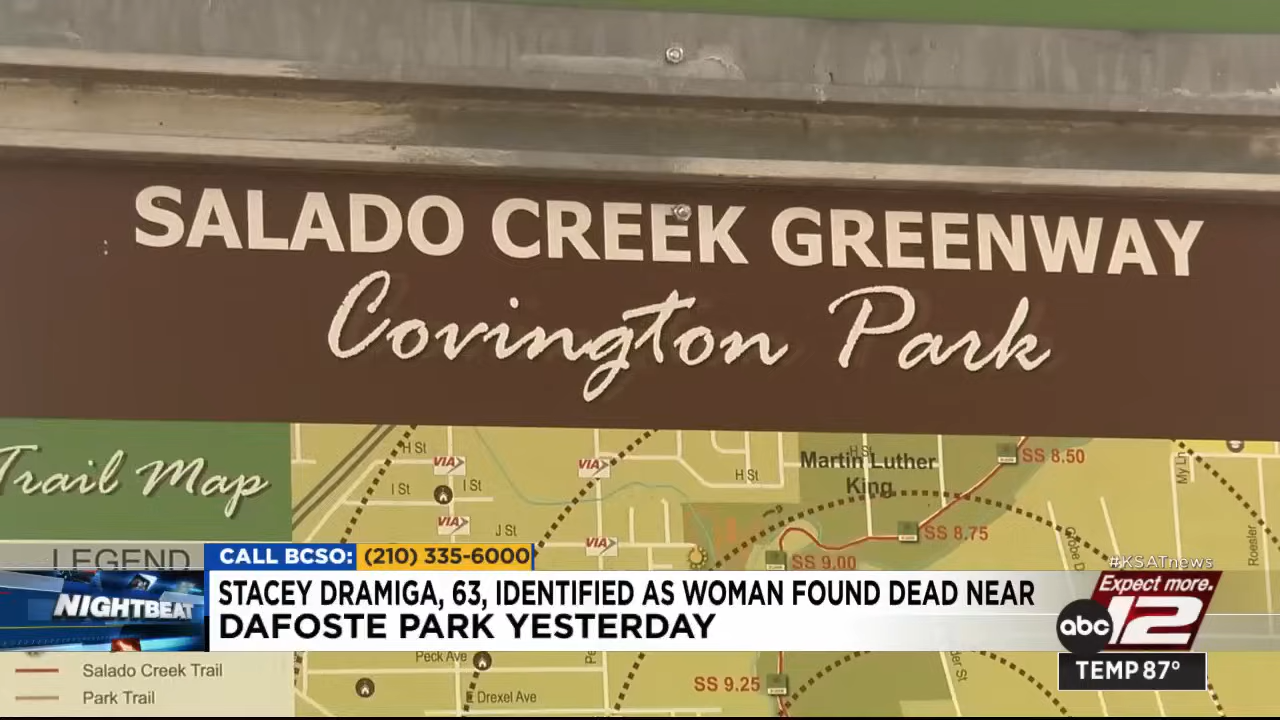 SALADO CREEK GREENWAY
Covington Park
Trail Map
LEGEND
Salado Creek Trail
Park Trail
H St
VIA
VIA
H St
H St
I St
I St
VIA
J St
VIA
Martin Luther
King
SS 8.50
SS 8.75
SS 9.00
My Ln
Roesler
Peck Ave
E Drexel Ave
SS 9.25
#KSATnews
CALL BCSO: (210) 335-6000
NIGHTBEAT
STACEY DRAMIGA, 63, IDENTIFIED AS WOMAN FOUND DEAD NEAR
DAFOSTE PARK YESTERDAY
Expect more.
abc 12
TEMP 87°